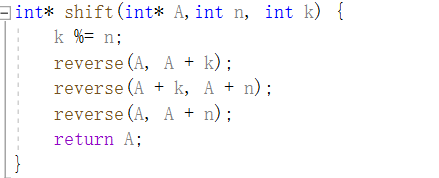 int* shift(int* A,int n, int k) {
k %= n;
reverse(A, A + k);
reverse(A + k, A + n);
reverse(A, A + n);
return A;
}